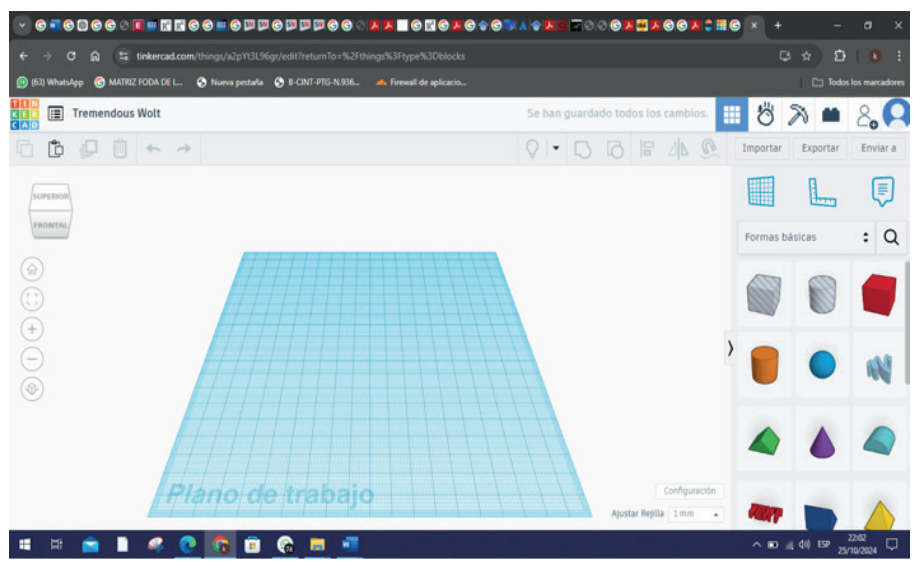 tinkercad.com/things/a2pYt3L96gr/edit?returnTo=%2Fthings%3Ftype%3Dblocks
(63) WhatsApp MATRIZ FODA DE L... Nueva pestaña B-CINT-PTG-N.936... Firewall de aplicacio... Todos los marcadores
TIN
KER
CAD
Tremendous Wolt
Se han guardado todos los cambios.
Importar Exportar Enviar a
SUPERIOR
FRONTAL
Formas básicas
Plano de trabajo
Configuración
Ajustar Rejilla 1 mm
TEXT
ESP
22:02
25/10/2024